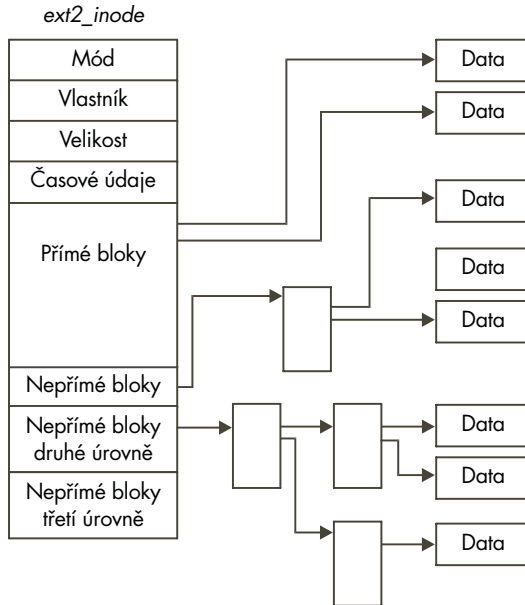 ext2_inode
Mód
Vlastník
Velikost
Časové údaje
Přímé bloky
Nepřímé bloky
Nepřímé bloky
druhé úrovně
Nepřímé bloky
třetí úrovně
Data
Data
Data
Data
Data
Data
Data
Data